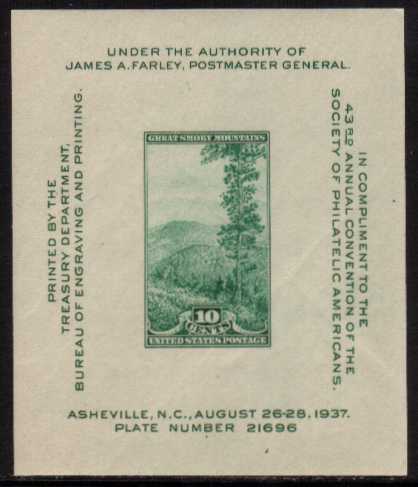 UNDER THE AUTHORITY OF
JAMES A. FARLEY, POSTMASTER GENERAL.
PRINTED BY THE
TREASURY DEPARTMENT,
BUREAU OF ENGRAVING AND PRINTING.
GREAT SMOKY MOUNTAINS
10
CENTS
UNITED STATES POSTAGE
IN COMPLIMENT TO THE
43RD ANNUAL CONVENTION OF THE
SOCIETY OF PHILATELIC AMERICANS.
ASHEVILLE, N.C., AUGUST 26-28, 1937.
PLATE NUMBER 21696